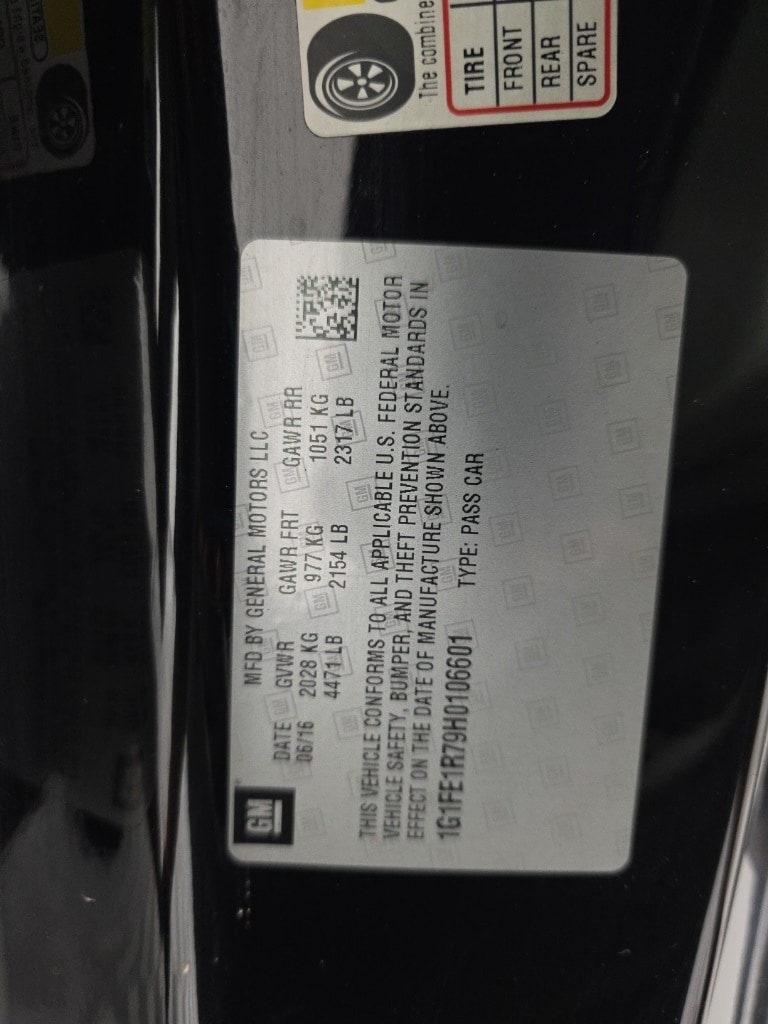 The combine
TIRE
FRONT
REAR
SPARE
GM
MFD BY GENERAL MOTORS LLC
DATE GVWR GAWR FRT GAWR RR
06/16 2028 KG 977 KG 1051 KG
4471 LB 2154 LB 2317 LB
THIS VEHICLE CONFORMS TO ALL APPLICABLE U.S. FEDERAL MOTOR
VEHICLE SAFETY, BUMPER, AND THEFT PREVENTION STANDARDS IN
EFFECT ON THE DATE OF MANUFACTURE SHOWN ABOVE.
1G1FE1R79H0106601 TYPE: PASS CAR